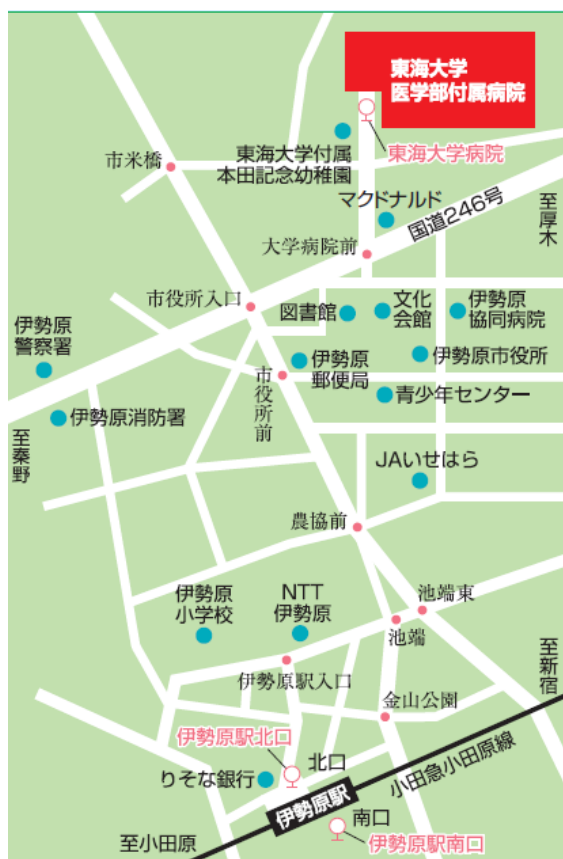 東海大学
医学部付属病院
東海大学病院
市米橋
東海大学付属
本田記念幼稚園
マクドナルド
国道246号
至厚木
大学病院前
市役所入口
図書館
文化
会館
伊勢原
協同病院
伊勢原
警察署
伊勢原
郵便局
伊勢原市役所
市役所前
青少年センター
伊勢原消防署
至秦野
JAいせはら
農協前
伊勢原
小学校
NTT
伊勢原
池端東
池端
至新宿
伊勢原駅入口
金山公園
伊勢原駅北口
北口
りそな銀行
小田急小田原線
伊勢原駅
南口
至小田原
伊勢原駅南口